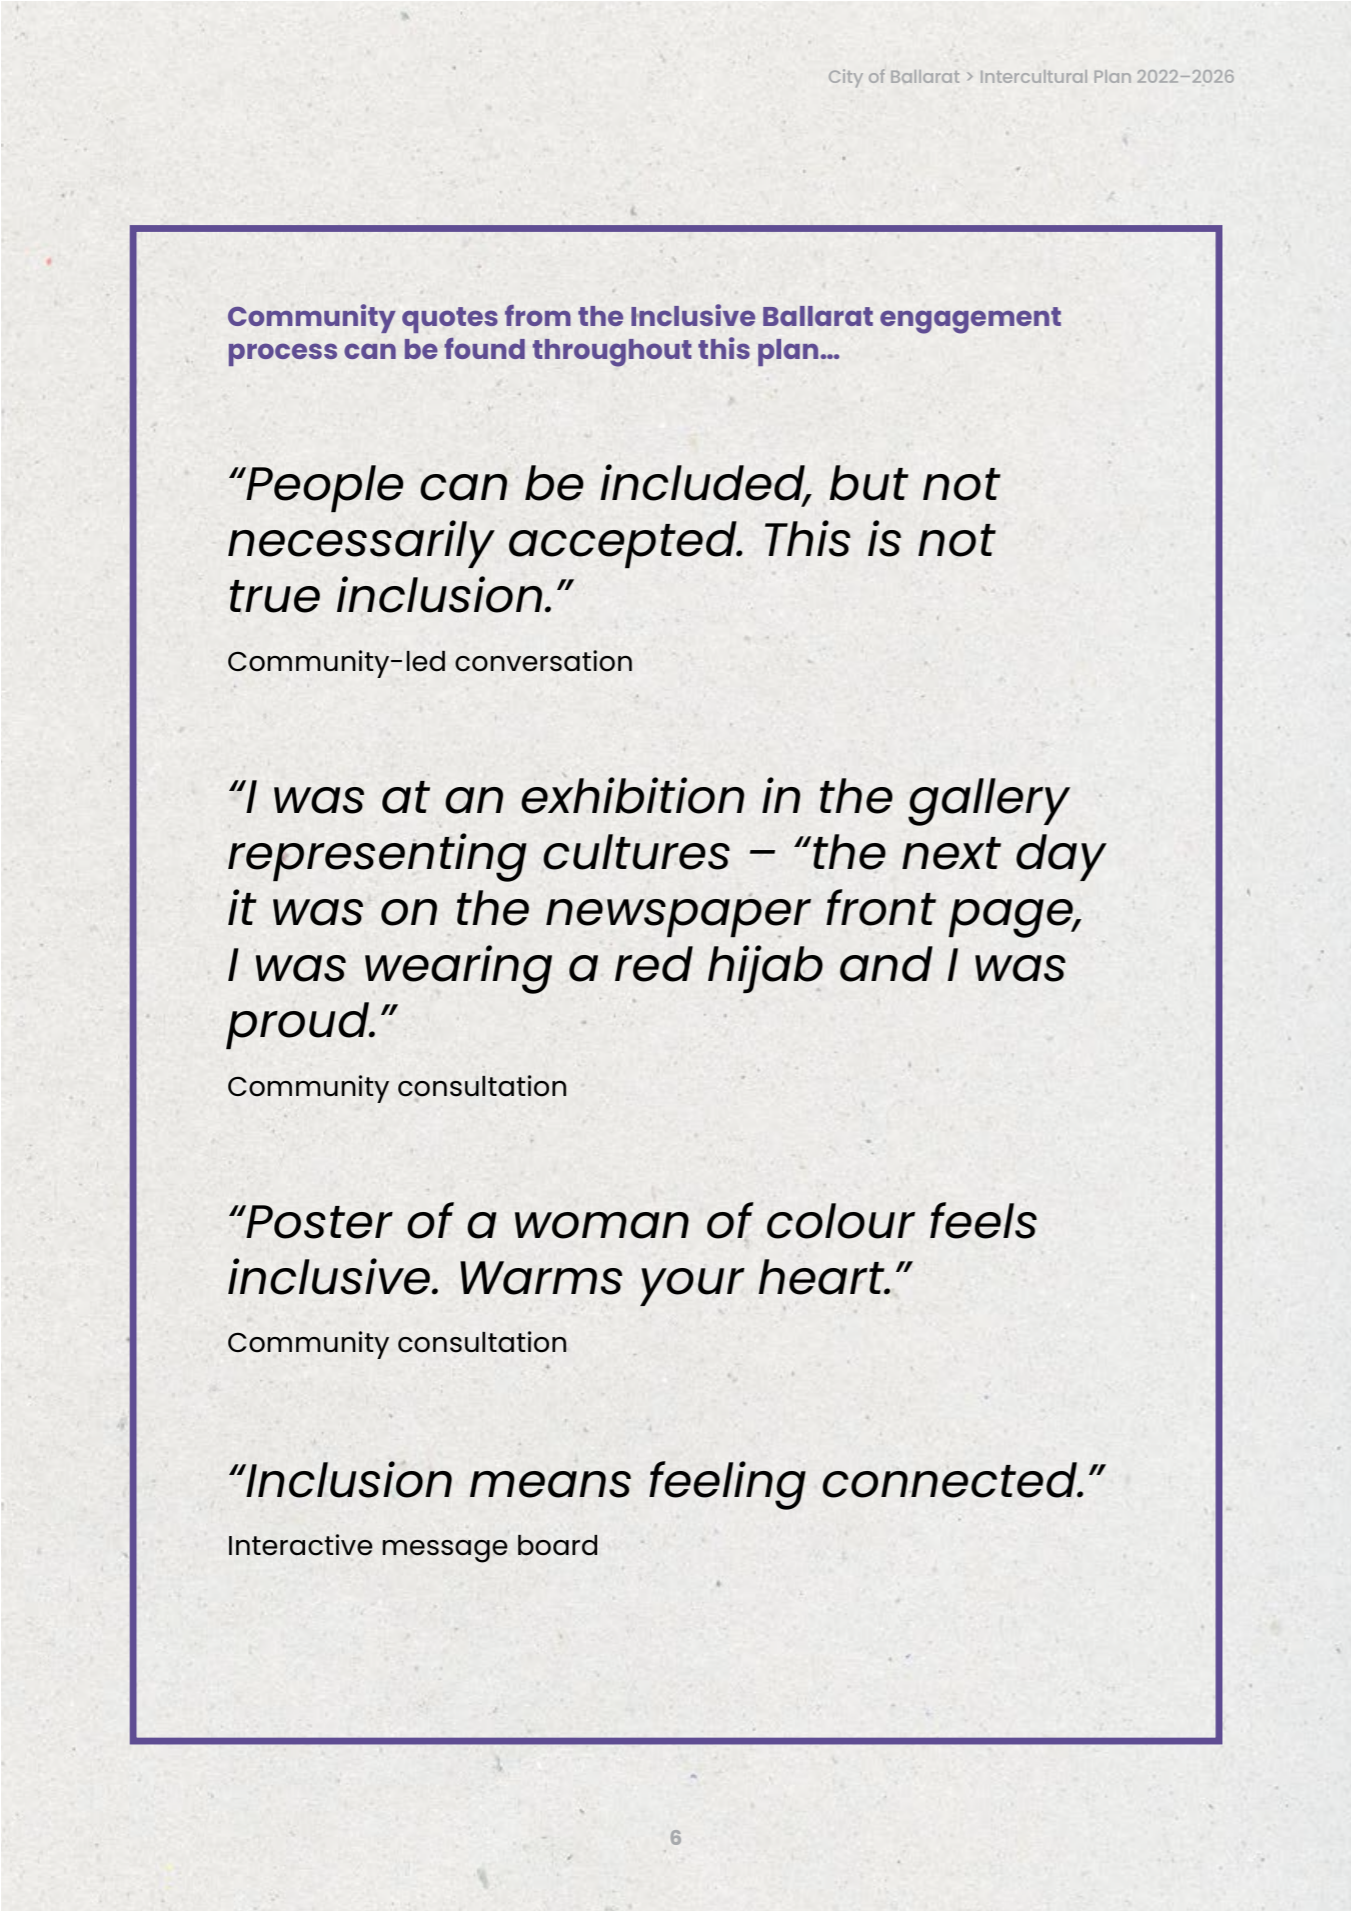 City of Ballarat > Intercultural Plan 2022–2026
Community quotes from the Inclusive Ballarat engagement
process can be found throughout this plan…
“People can be included, but not
necessarily accepted. This is not
true inclusion.”
Community-led conversation
“I was at an exhibition in the gallery
representing cultures – “the next day
it was on the newspaper front page,
I was wearing a red hijab and I was
proud.”
Community consultation
“Poster of a woman of colour feels
inclusive. Warms your heart.”
Community consultation
“Inclusion means feeling connected.”
Interactive message board
6